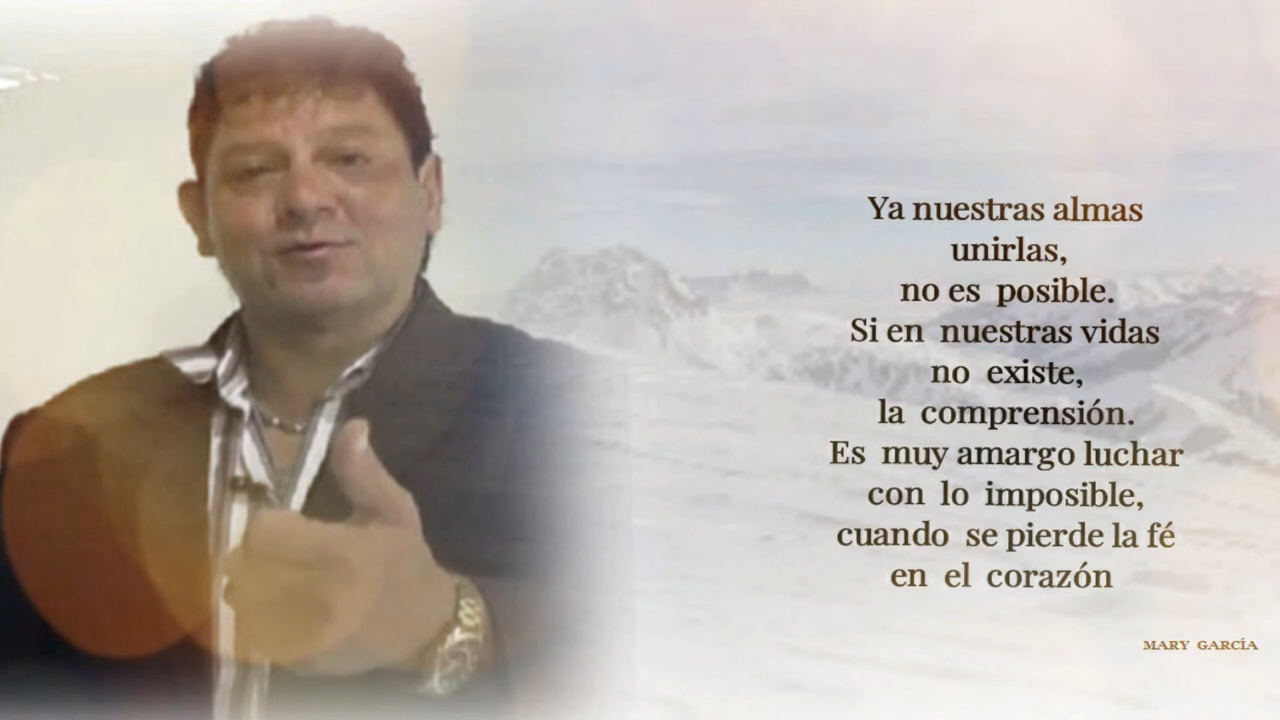 Ya nuestras almas
unirlas,
no es posible.
Si en nuestras vidas
no existe,
la comprensión.
Es muy amargo luchar
con lo imposible,
cuando se pierde la fé
en el corazón
MARY GARCÍA